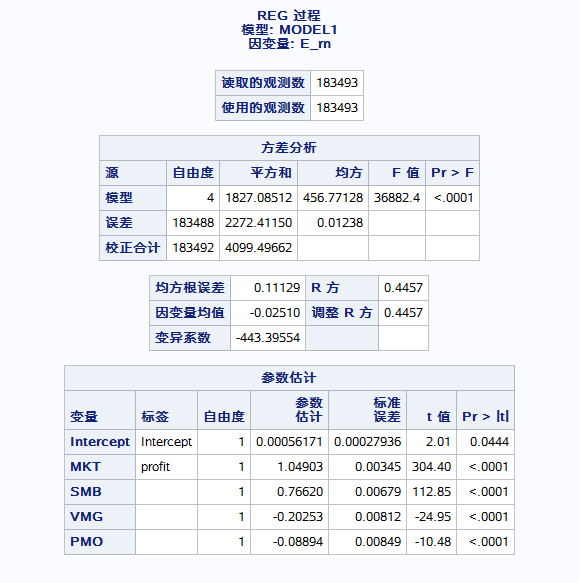 REG 过程
模型: MODEL1
因变量: E_rn
读取的观测数 183493
使用的观测数 183493
方差分析
源 自由度 平方和 均方 F 值 Pr > F
模型 4 1827.08512 456.77128 36882.4 <.0001
误差 183488 2272.41150 0.01238
校正合计 183492 4099.49662
均方根误差 0.11129 R 方 0.4457
因变量均值 -0.02510 调整 R 方 0.4457
变异系数 -443.39554
参数估计
变量 标签 自由度 参数估计 标准误差 t 值 Pr > |t|
Intercept Intercept 1 0.00056171 0.00027936 2.01 0.0444
MKT profit 1 1.04903 0.00345 304.40 <.0001
SMB 1 0.76620 0.00679 112.85 <.0001
VMG 1 -0.20253 0.00812 -24.95 <.0001
PMO 1 -0.08894 0.00849 -10.48 <.0001